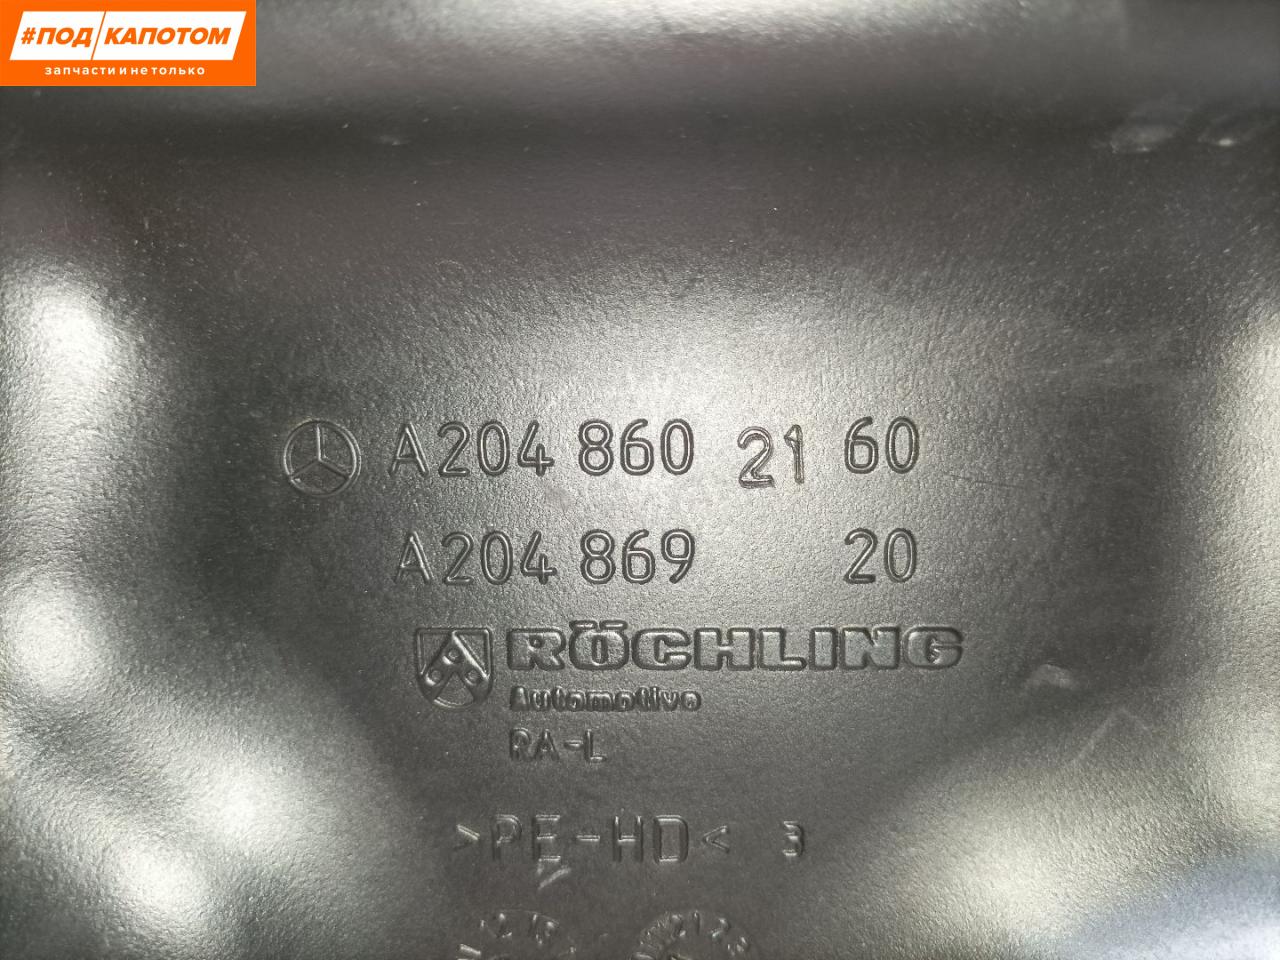 #ПОД/КАПОТОМ
запчасти и не только
A204 860 21 60
A204 869 20
RÖCHLING
Automotive
RA-L
>PE-HD< 3